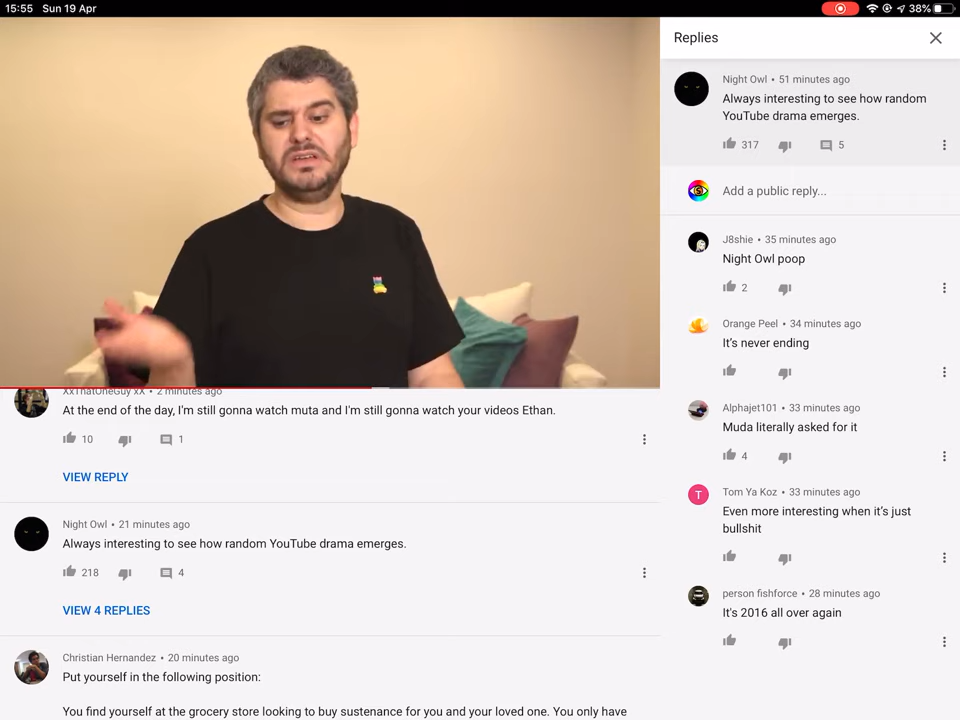 15:55 Sun 19 Apr
38%
XxThatOneGuy xX • 2 minutes ago
At the end of the day, I'm still gonna watch muta and I'm still gonna watch your videos Ethan.
10 1
VIEW REPLY
Night Owl • 21 minutes ago
Always interesting to see how random YouTube drama emerges.
218 4
VIEW 4 REPLIES
Christian Hernandez • 20 minutes ago
Put yourself in the following position:
You find yourself at the grocery store looking to buy sustenance for you and your loved one. You only have
Replies
Night Owl • 51 minutes ago
Always interesting to see how random
YouTube drama emerges.
317 5
Add a public reply...
J8shie • 35 minutes ago
Night Owl poop
2
Orange Peel • 34 minutes ago
It's never ending
Alphajet101 • 33 minutes ago
Muda literally asked for it
4
T
Tom Ya Koz • 33 minutes ago
Even more interesting when it's just
bullshit
person fishforce • 28 minutes ago
It's 2016 all over again